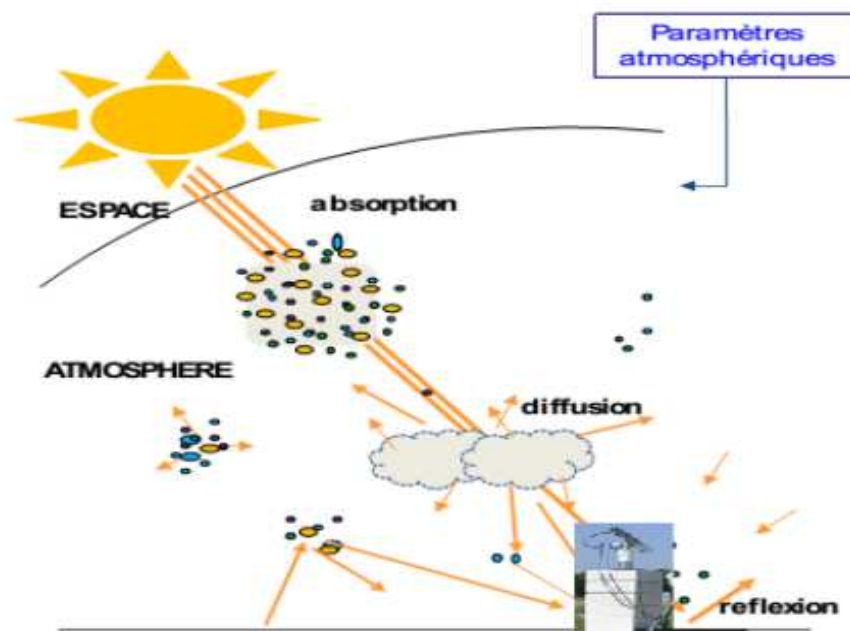 Paramètres
atmosphériques
ESPACE
absorption
ATMOSPHERE
diffusion
reflexion